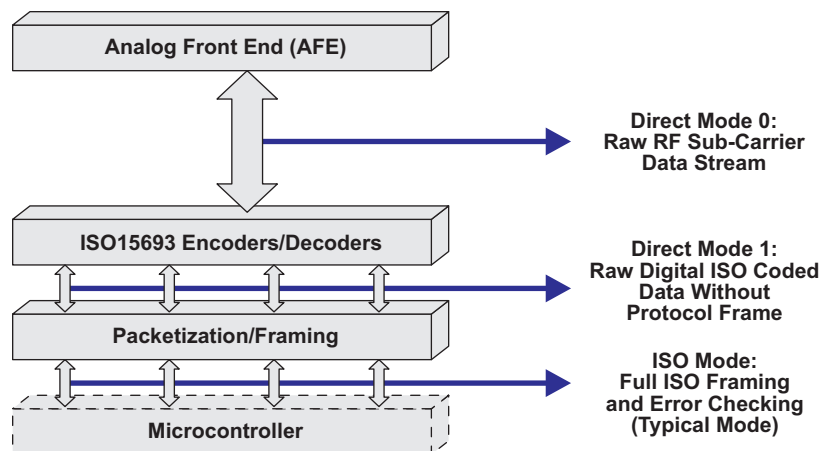 Analog Front End (AFE)
Direct Mode 0:
Raw RF Sub-Carrier
Data Stream
ISO15693 Encoders/Decoders
Direct Mode 1:
Raw Digital ISO Coded
Data Without
Protocol Frame
Packetization/Framing
ISO Mode:
Full ISO Framing
and Error Checking
(Typical Mode)
Microcontroller